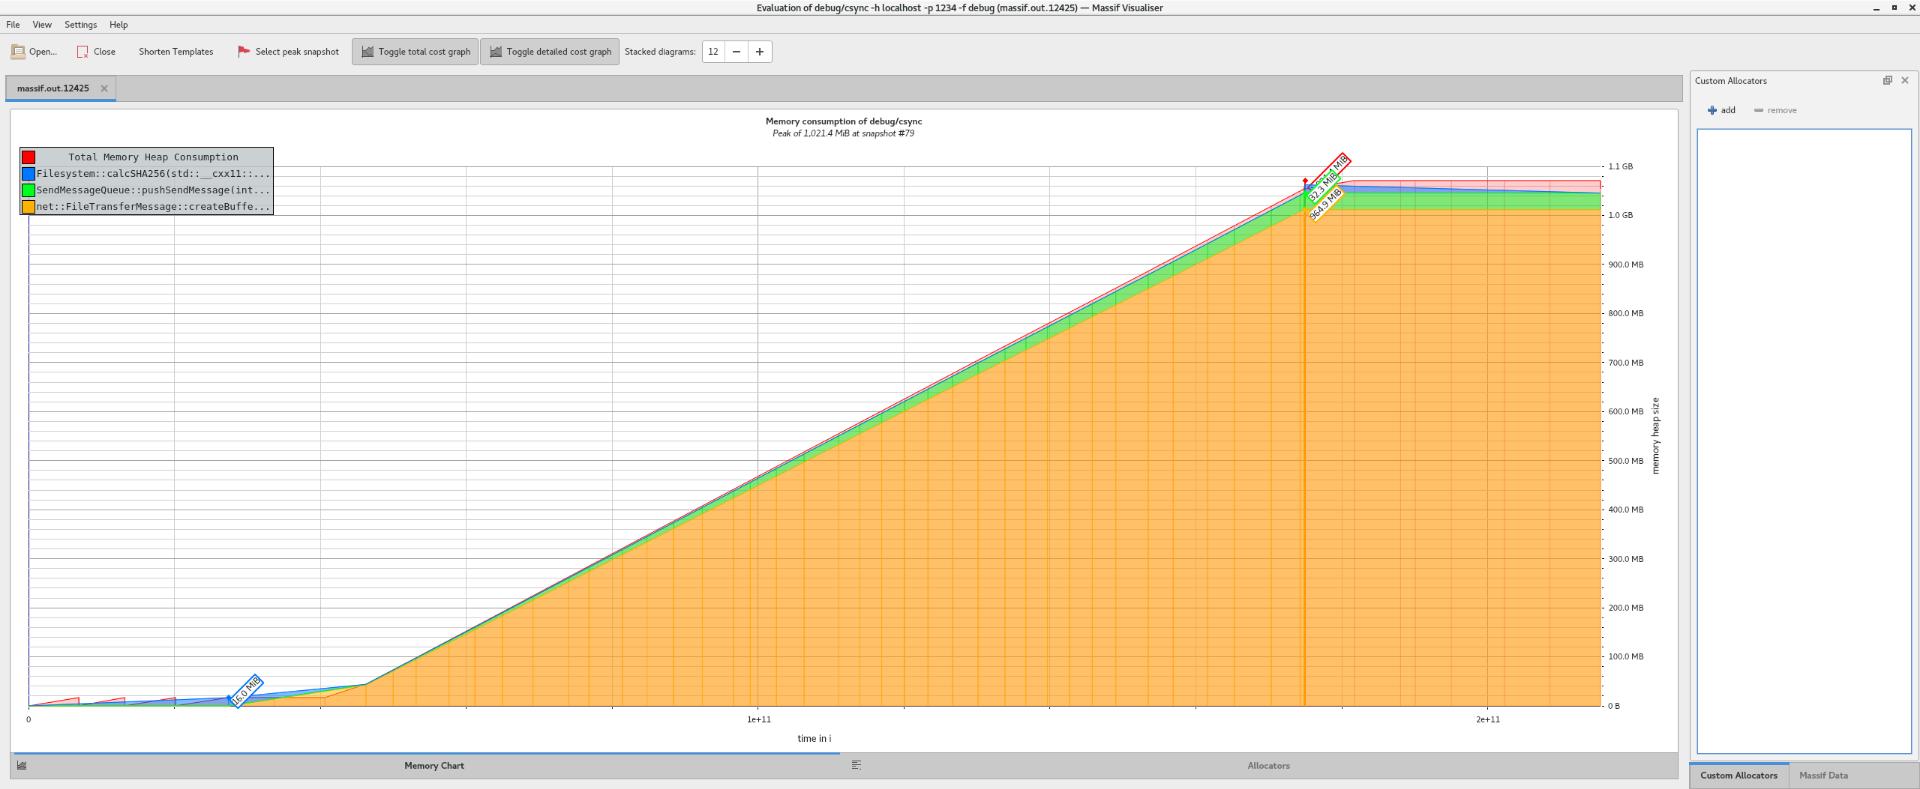 Evaluation of debug/csync -h localhost -p 1234 -f debug (massif.out.12425) — Massif Visualiser
File View Settings Help
Open... Close Shorten Templates Select peak snapshot Toggle total cost graph Toggle detailed cost graph Stacked diagrams: 12
massif.out.12425
Custom Allocators
add remove
Memory consumption of debug/csync
Peak of 1,021.4 MiB at snapshot #79
Total Memory Heap Consumption
Filesystem::calcSHA256(std::__cxx11::...
SendMessageQueue::pushSendMessage(int...
net::FileTransferMessage::createBuffe...
MiB
32.3 MiB
964.9 MiB
16.0 MiB
1.1 GB
1.0 GB
900.0 MB
800.0 MB
700.0 MB
600.0 MB
500.0 MB
400.0 MB
300.0 MB
200.0 MB
100.0 MB
0 B
memory heap size
0 1e+11 2e+11
time in i
Memory Chart Allocators
Custom Allocators Massif Data